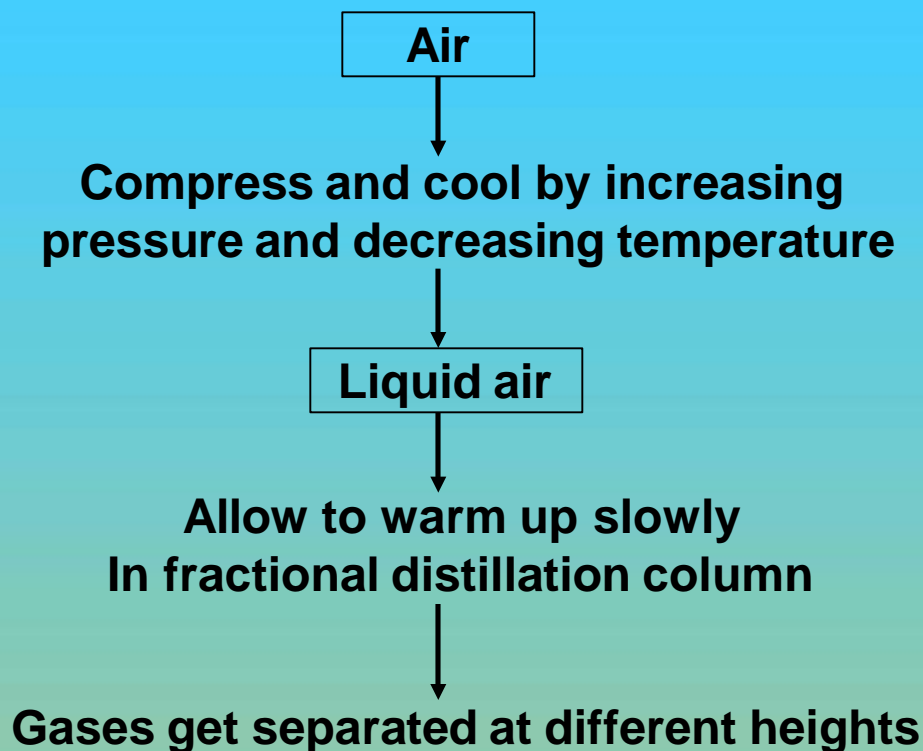 Air
Compress and cool by increasing
pressure and decreasing temperature
Liquid air
Allow to warm up slowly
In fractional distillation column
Gases get separated at different heights